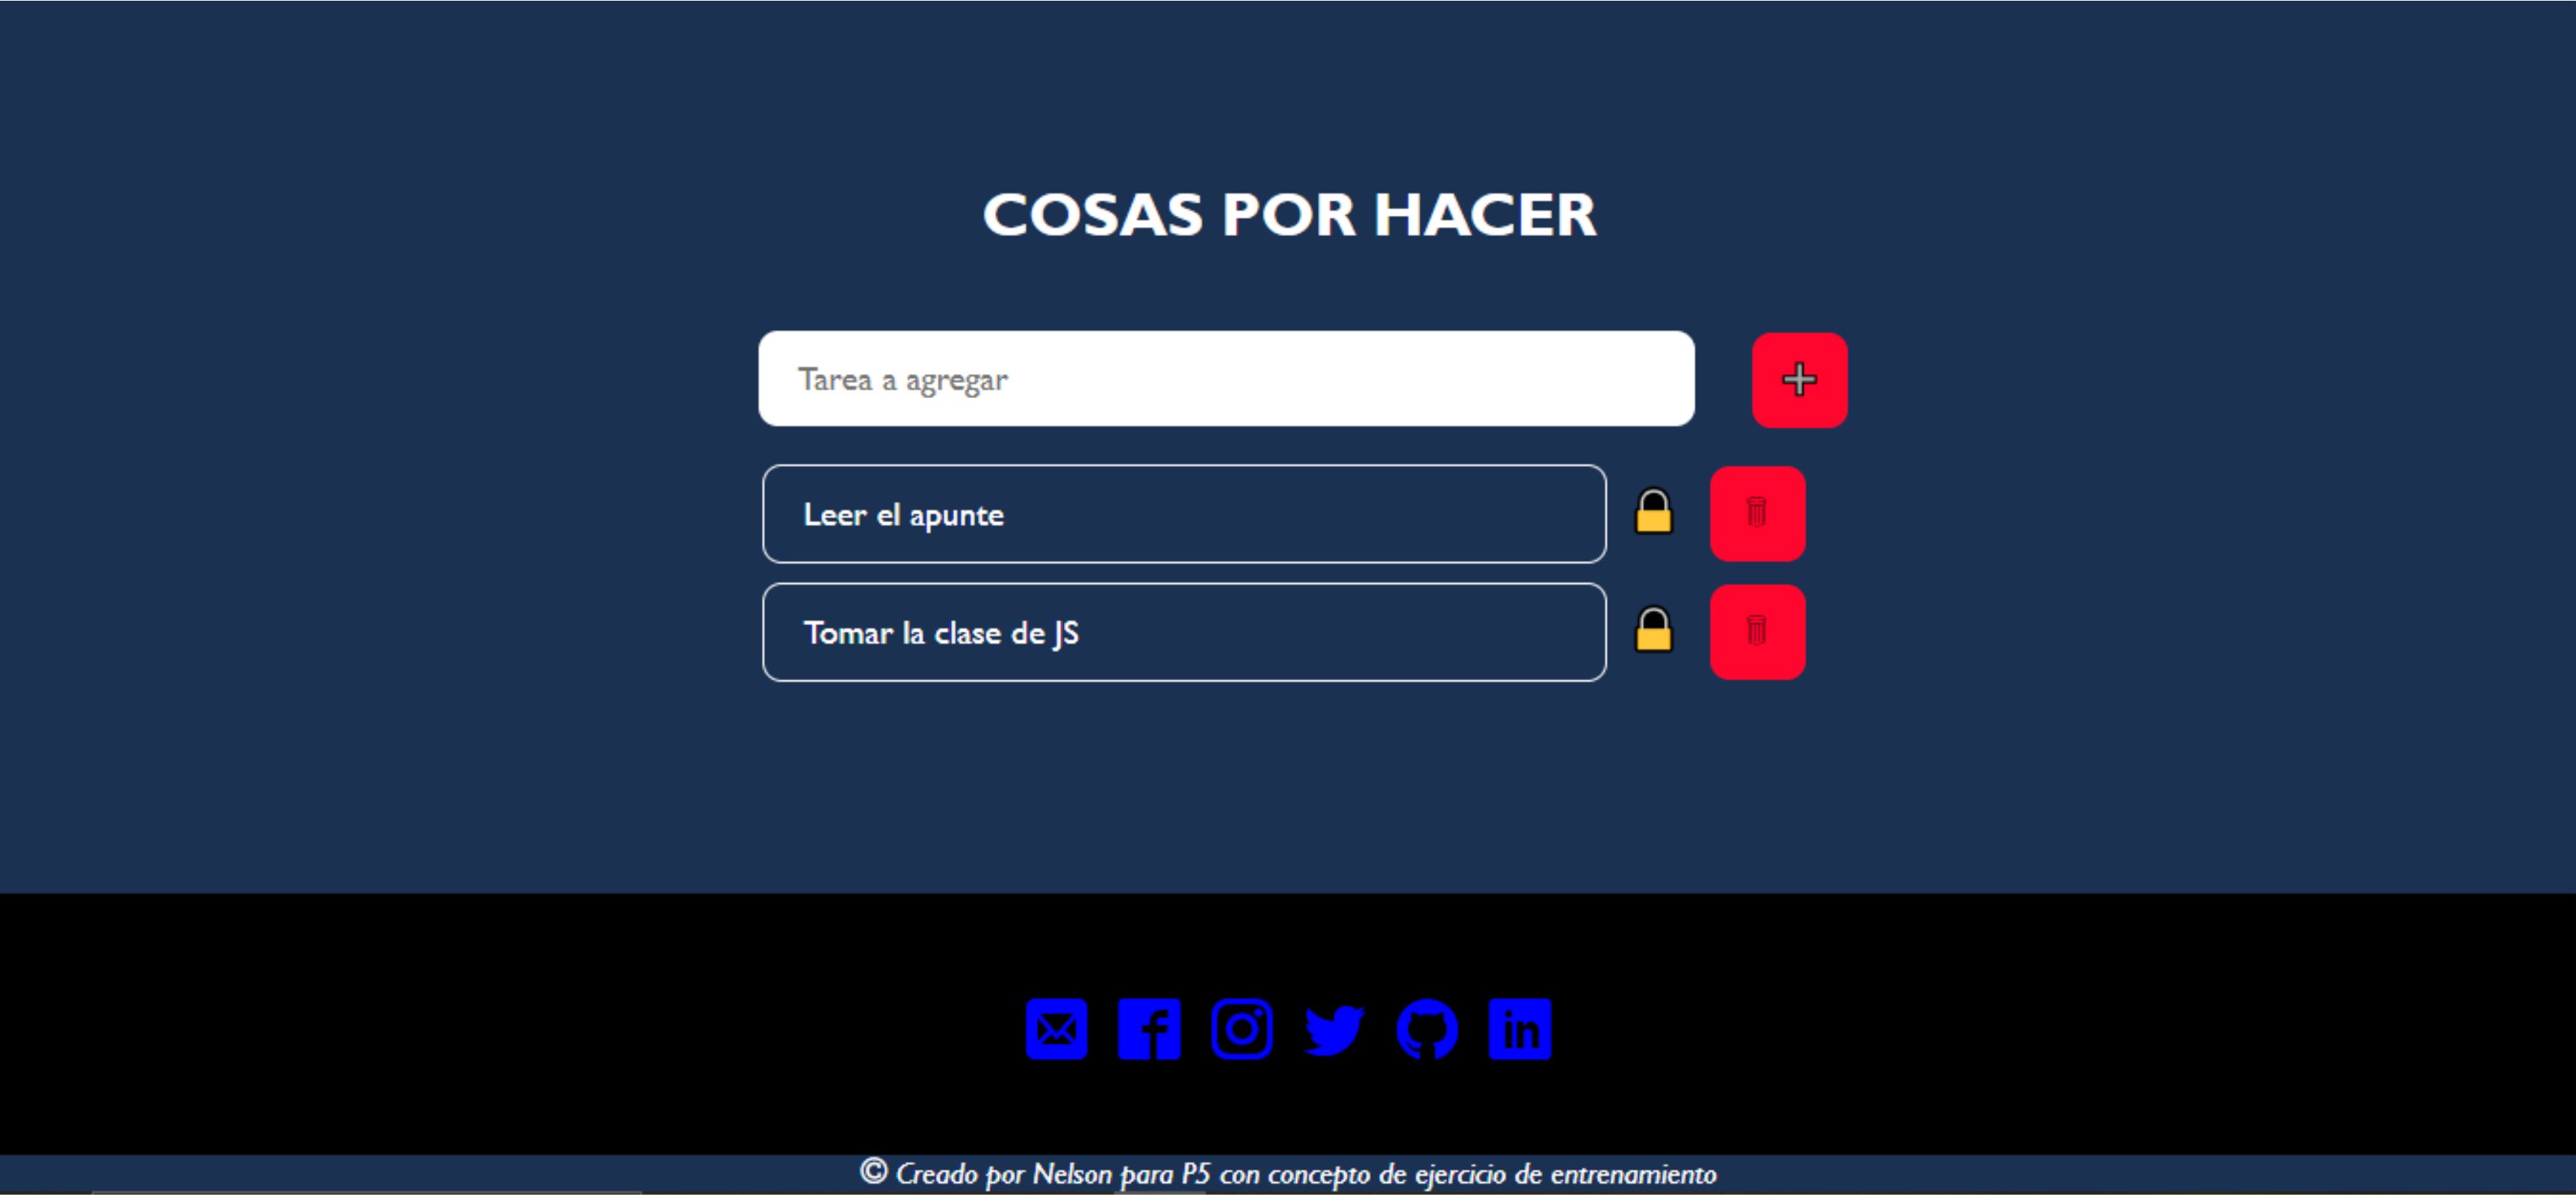 COSAS POR HACER
Tarea a agregar
Leer el apunte
Tomar la clase de JS
© Creado por Nelson para P5 con concepto de ejercicio de entrenamiento